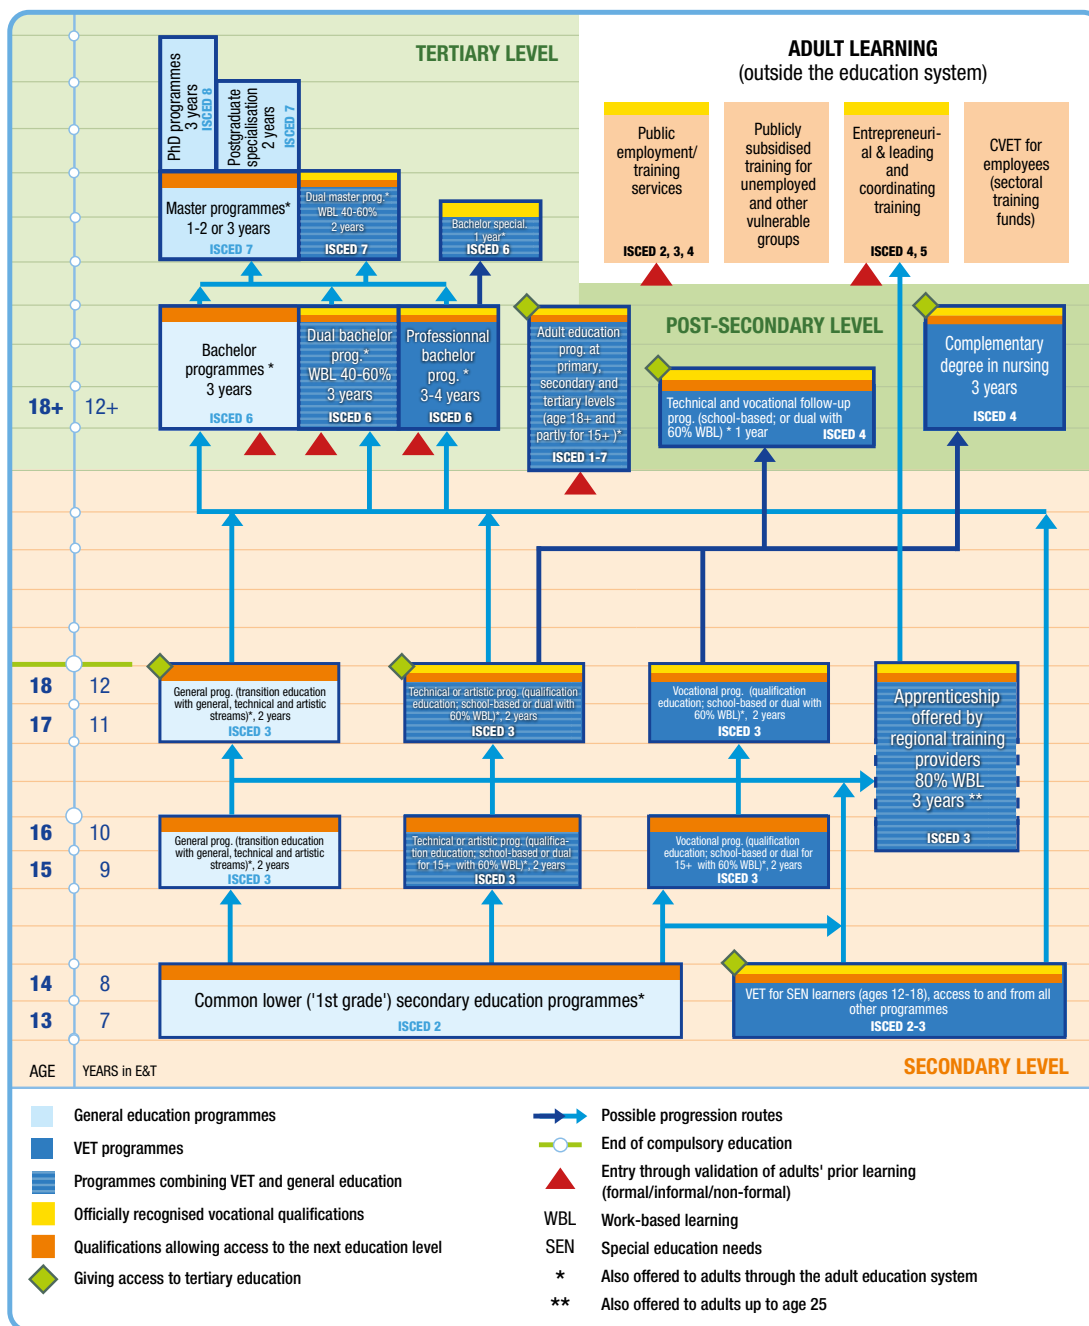 TERTIARY LEVEL
ADULT LEARNING
(outside the education system)
PhD programmes
3 years
ISCED 8
Postgraduate
specialisation
2 years
ISCED 7
Public
employment/
training
services
ISCED 2, 3, 4
Publicly
subsidised
training for
unemployed
and other
vulnerable
groups
Entrepreneuri-
al & leading
and
coordinating
training
ISCED 4, 5
CVET for
employees
(sectoral
training
funds)
Master programmes*
1-2 or 3 years
ISCED 7
Dual master prog.*
WBL 40-60%
2 years
ISCED 7
Bachelor special.
1 year*
ISCED 6
POST-SECONDARY LEVEL
Bachelor
programmes *
3 years
ISCED 6
Dual bachelor
prog.*
WBL 40-60%
3 years
ISCED 6
Professionnal
bachelor
prog. *
3-4 years
ISCED 6
Adult education
prog. at
primary,
secondary and
tertiary levels
(age 18+ and
partly for 15+ )*
ISCED 1-7
Technical and vocational follow-up
prog. (school-based; or dual with
60% WBL) * 1 year ISCED 4
Complementary
degree in nursing
3 years
ISCED 4
18+ 12+
18 12
17 11
General prog. (transition education
with general, technical and artistic
streams)*, 2 years
ISCED 3
Technical or artistic prog. (qualification
education; school-based or dual with
60% WBL)*, 2 years
ISCED 3
Vocational prog. (qualification
education; school-based or dual with
60% WBL)*, 2 years
ISCED 3
Apprenticeship
offered by
regional training
providers
80% WBL
3 years **
ISCED 3
16 10
15 9
General prog. (transition education
with general, technical and artistic
streams)*, 2 years
ISCED 3
Technical or artistic prog. (qualifica-
tion education; school-based or dual
for 15+ with 60% WBL)*, 2 years
ISCED 3
Vocational prog. (qualification
education; school-based or dual for
15+ with 60% WBL)*, 2 years
ISCED 3
14 8
13 7
Common lower ('1st grade') secondary education programmes*
ISCED 2
VET for SEN learners (ages 12-18), access to and from all
other programmes
ISCED 2-3
AGE YEARS in E&T
SECONDARY LEVEL
General education programmes
VET programmes
Programmes combining VET and general education
Officially recognised vocational qualifications
Qualifications allowing access to the next education level
Giving access to tertiary education
Possible progression routes
End of compulsory education
Entry through validation of adults' prior learning
(formal/informal/non-formal)
WBL Work-based learning
SEN Special education needs
* Also offered to adults through the adult education system
** Also offered to adults up to age 25